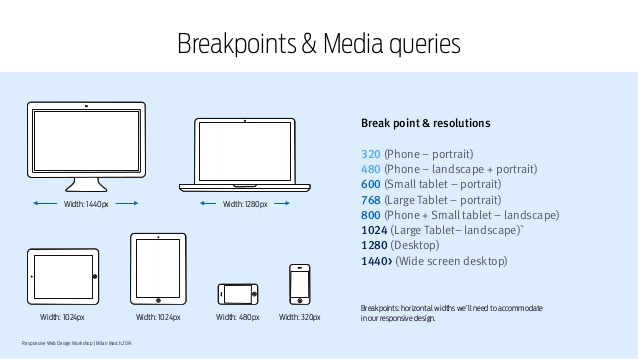 Breakpoints & Media queries
Width: 1440px
Width: 1280px
Width: 1024px
Width: 1024px
Width: 480px
Width: 320px
Break point & resolutions
320 (Phone – portrait)
480 (Phone – landscape + portrait)
600 (Small tablet – portrait)
768 (Large Tablet – portrait)
800 (Phone + Small tablet – landscape)
1024 (Large Tablet– landscape)`
1280 (Desktop)
1440> (Wide screen desktop)
Breakpoints: horizontal widths we'll need to accommodate
in our responsive design.
Responsive Web Design Workshop | Milan March 2014